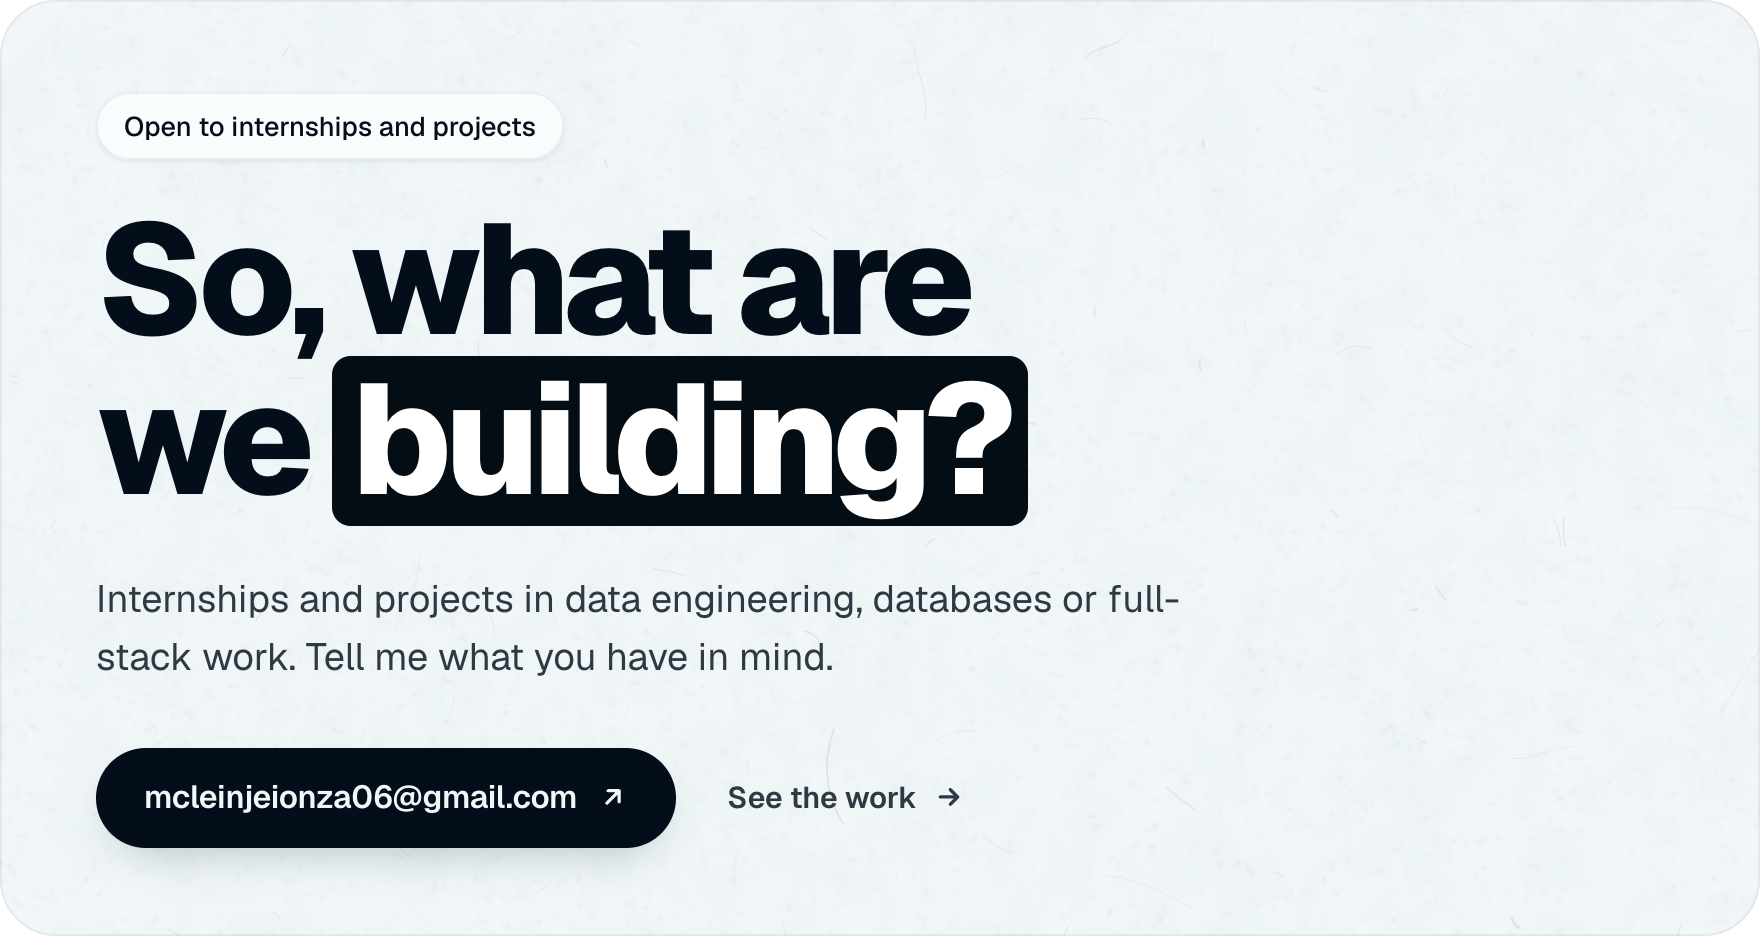 Open to internships and projects
So, what are
we building?
Internships and projects in data engineering, databases or full-
stack work. Tell me what you have in mind.
mcleinjeionza06@gmail.com
See the work